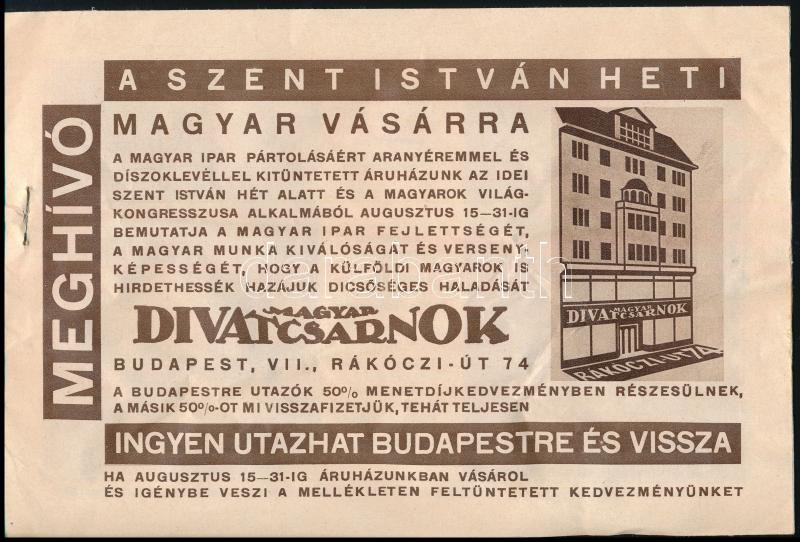 MEGHÍVÓ
A SZENT ISTVÁN HETI
MAGYAR VÁSÁRRA
A MAGYAR IPAR PÁRTOLÁSÁÉRT ARANYÉREMMEL ÉS
DÍSZOKLEVÉLLEL KITÜNTETETT ÁRUHÁZUNK AZ IDEI
SZENT ISTVÁN HÉT ALATT ÉS A MAGYAROK VILÁG-
KONGRESSZUSA ALKALMÁBÓL AUGUSZTUS 15—31-IG
BEMUTATJA A MAGYAR IPAR FEJLETTSÉGÉT,
A MAGYAR MUNKA KIVÁLÓSÁGÁT ÉS VERSENY-
KÉPESSÉGÉT, HOGY A KÜLFÖLDI MAGYAROK IS
HIRDETHESSÉK HAZÁJUK DICSŐSÉGES HALADÁSÁT
MAGYAR
DIVATCSARNOK
BUDAPEST, VII., RÁKÓCZI-ÚT 74
MAGYAR
DIVATCSARNOK
RÁKÓCZI ÚT 74.
A BUDAPESTRE UTAZÓK 50% MENETDÍJKEDVEZMÉNYBEN RÉSZESÜLNEK,
A MÁSIK 50%-OT MI VISSZAFIZETJÜK, TEHÁT TELJESEN
INGYEN UTAZHAT BUDAPESTRE ÉS VISSZA
HA AUGUSZTUS 15—31-IG ÁRUHÁZUNKBAN VÁSÁROL
ÉS IGÉNYBE VESZI A MELLÉKLETEN FELTÜNTETETT KEDVEZMÉNYÜNKET
darabanth